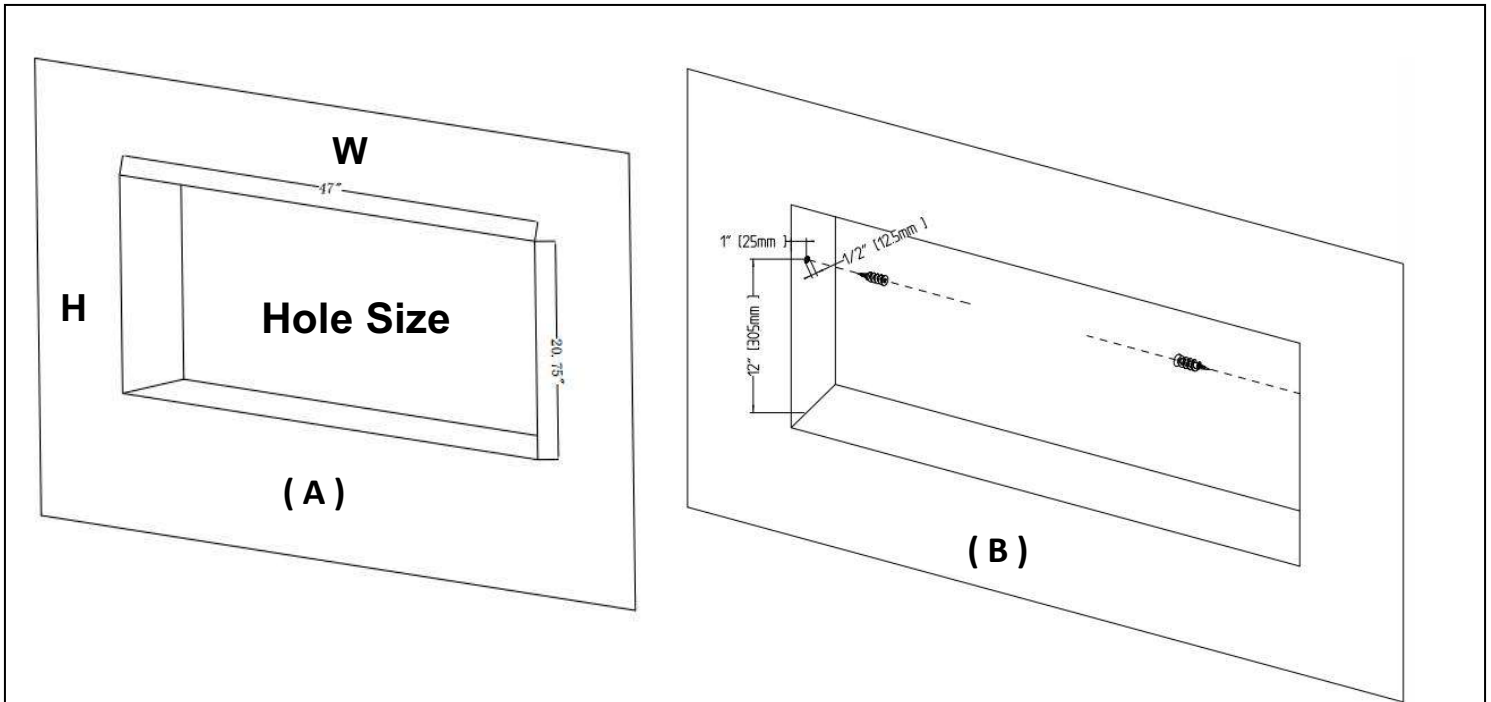 W
47"
H
Hole Size
20.75"
( A )
1" [25mm ]
1/2" [12.5mm ]
12" [305mm ]
( B )